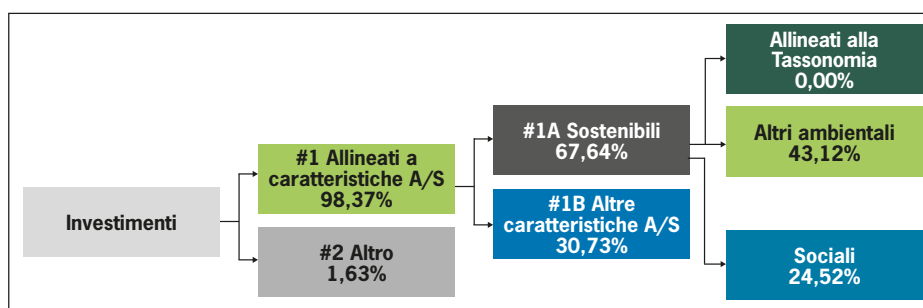 Investimenti
#1 Allineati a
caratteristiche A/S
98,37%
#2 Altro
1,63%
#1A Sostenibili
67,64%
#1B Altre
caratteristiche A/S
30,73%
Allineati alla
Tassonomia
0,00%
Altri ambientali
43,12%
Sociali
24,52%